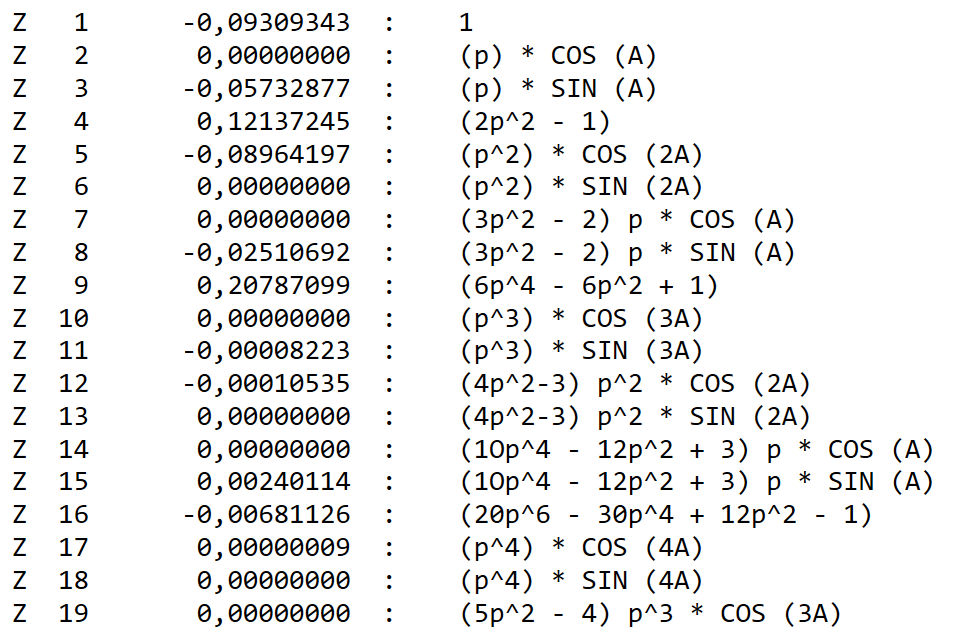 Z 1 -0,09309343 : 1
Z 2 0,00000000 : (p) * COS (A)
Z 3 -0,05732877 : (p) * SIN (A)
Z 4 0,12137245 : (2p^2 - 1)
Z 5 -0,08964197 : (p^2) * COS (2A)
Z 6 0,00000000 : (p^2) * SIN (2A)
Z 7 0,00000000 : (3p^2 - 2) p * COS (A)
Z 8 -0,02510692 : (3p^2 - 2) p * SIN (A)
Z 9 0,20787099 : (6p^4 - 6p^2 + 1)
Z 10 0,00000000 : (p^3) * COS (3A)
Z 11 -0,00008223 : (p^3) * SIN (3A)
Z 12 -0,00010535 : (4p^2-3) p^2 * COS (2A)
Z 13 0,00000000 : (4p^2-3) p^2 * SIN (2A)
Z 14 0,00000000 : (1Op^4 - 12p^2 + 3) p * COS (A)
Z 15 0,00240114 : (1Op^4 - 12p^2 + 3) p * SIN (A)
Z 16 -0,00681126 : (20p^6 - 30p^4 + 12p^2 - 1)
Z 17 0,00000009 : (p^4) * COS (4A)
Z 18 0,00000000 : (p^4) * SIN (4A)
Z 19 0,00000000 : (5p^2 - 4) p^3 * COS (3A)